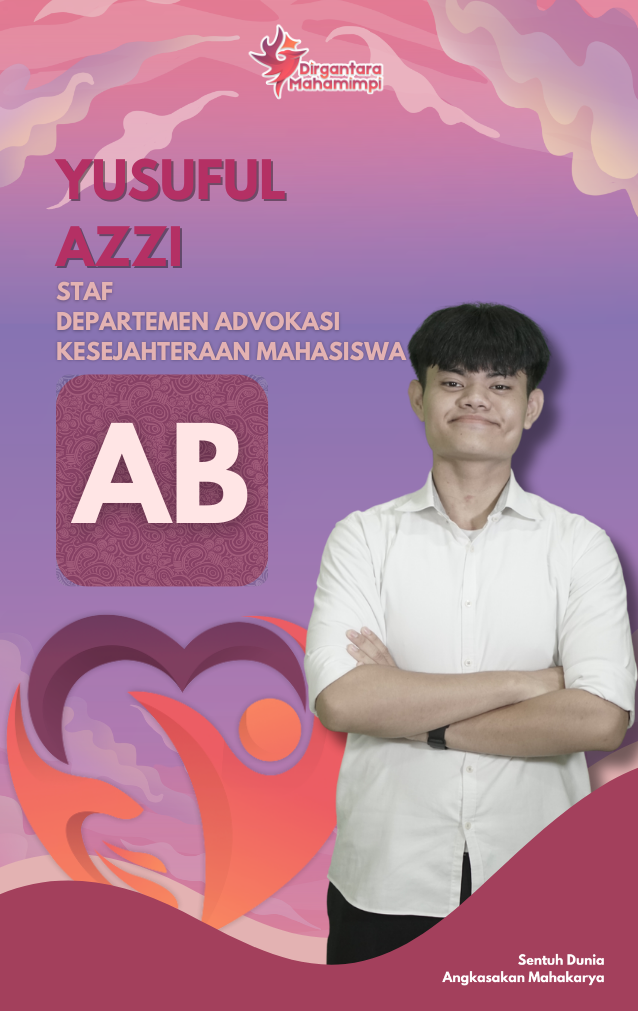 Dirgantara
Mahamimpi
YUSUFUL
AZZI
STAF
DEPARTEMEN ADVOKASI
KESEJAHTERAAN MAHASISWA
AB
Sentuh Dunia
Angkasakan Mahakarya